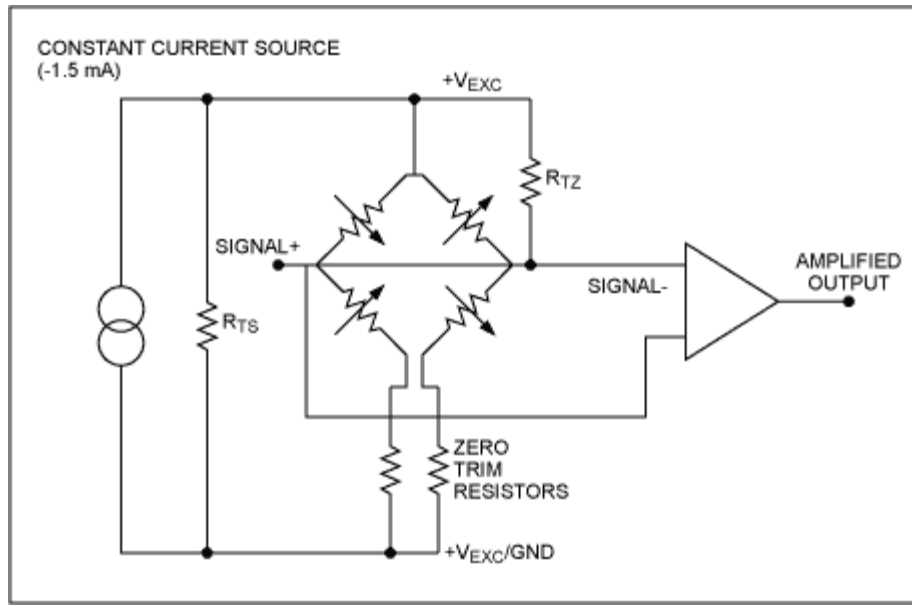 CONSTANT CURRENT SOURCE
(-1.5 mA)
+VEXC
RTZ
SIGNAL+
SIGNAL-
AMPLIFIED
OUTPUT
RTS
ZERO
TRIM
RESISTORS
+VEXC/GND